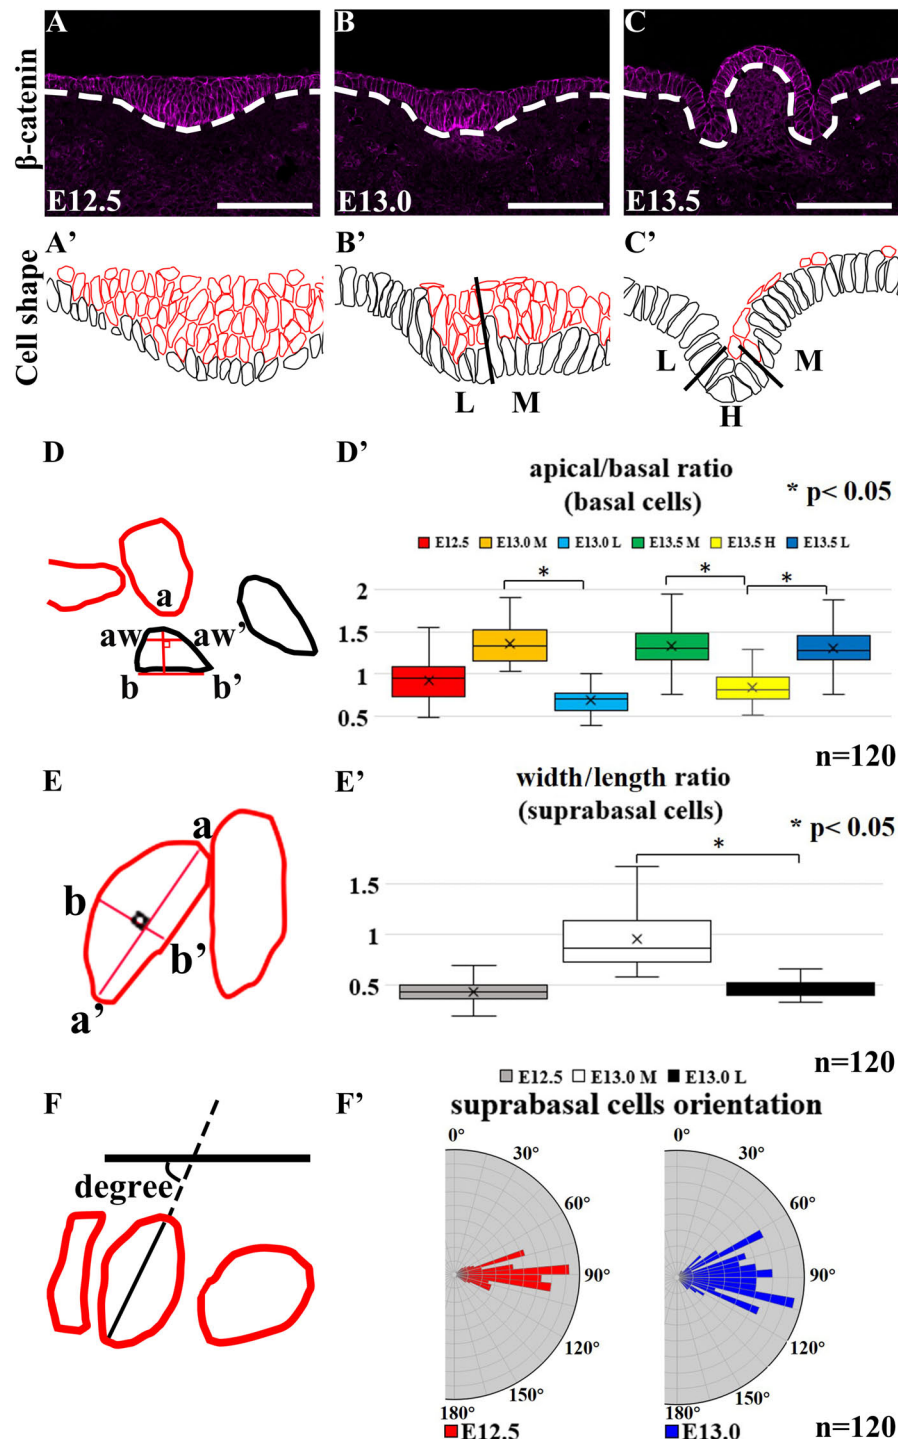 A B C
β-catenin
E12.5 E13.0 E13.5
A’ B’ C’
Cell shape
L M
L M
H
D D’
apical/basal ratio
(basal cells)
* p< 0.05
E12.5 E13.0 M E13.0 L E13.5 M E13.5 H E13.5 L
* * *
2
1.5
1
0.5
a
aw aw’
b b’
n=120
E E’
width/length ratio
(suprabasal cells)
* p< 0.05
*
1.5
1
0.5
a
b
b’
a’
n=120
E12.5 E13.0 M E13.0 L
F F’
suprabasal cells orientation
degree
0° 0°
30° 30°
60° 60°
90° 90°
120° 120°
150° 150°
180° 180°
E12.5 E13.0 n=120